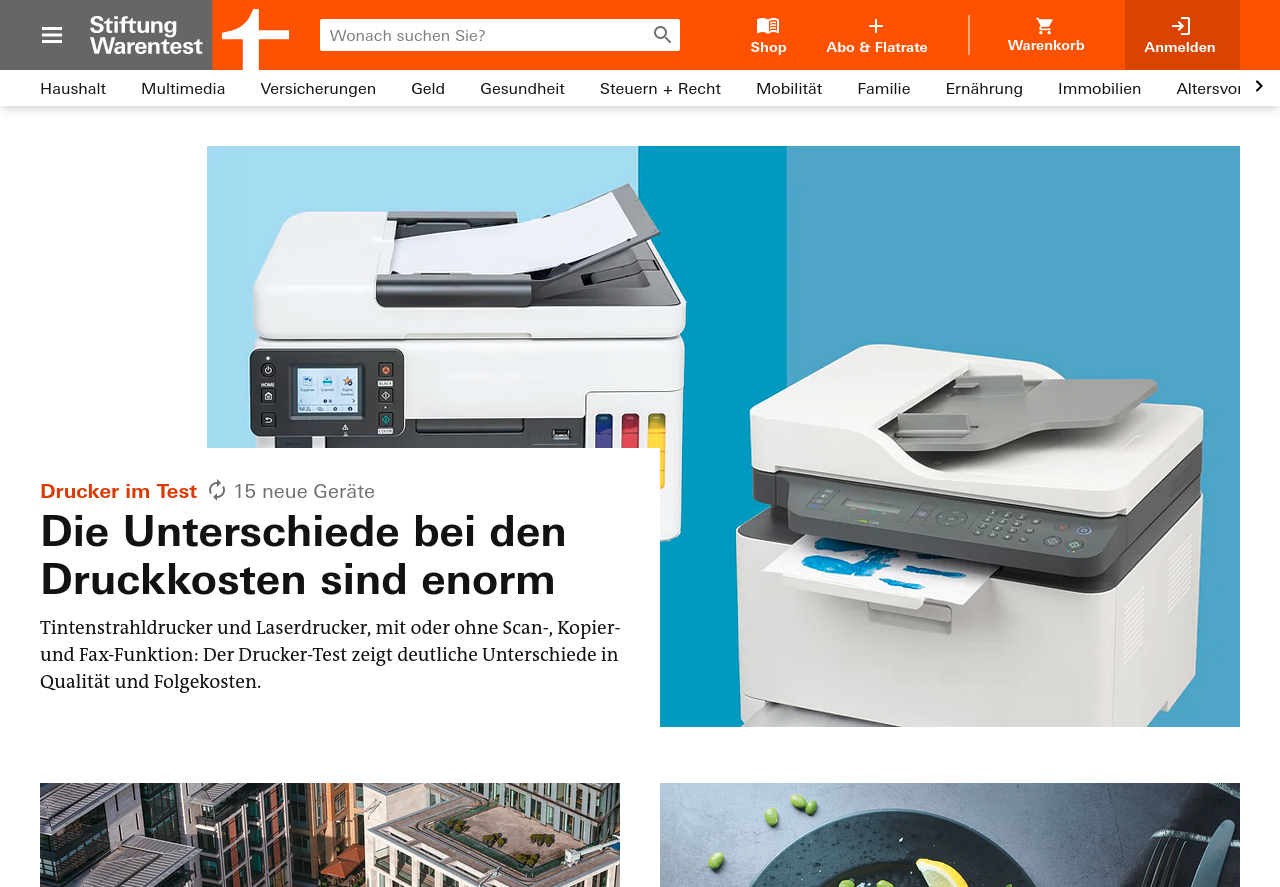 Stiftung
Warentest
Wonach suchen Sie?
Shop
Abo & Flatrate
Warenkorb
Anmelden
Haushalt
Multimedia
Versicherungen
Geld
Gesundheit
Steuern + Recht
Mobilität
Familie
Ernährung
Immobilien
Altersvor
HOME
BLACK
COLOR
Drucker im Test
15 neue Geräte
Die Unterschiede bei den
Druckkosten sind enorm
Tintenstrahldrucker und Laserdrucker, mit oder ohne Scan-, Kopier-
und Fax-Funktion: Der Drucker-Test zeigt deutliche Unterschiede in
Qualität und Folgekosten.